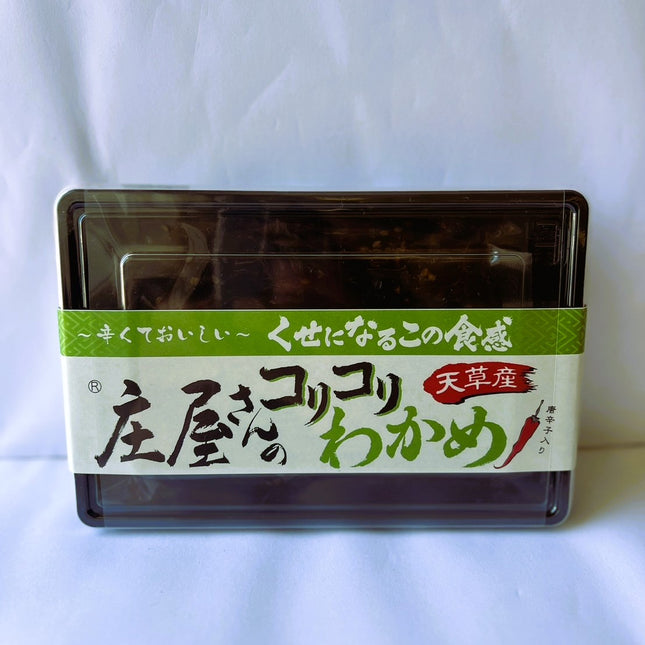 ～辛くておいしい～ くせになるこの食感
® 庄屋さんの コリコリ わかめ
天草産
唐辛子入り